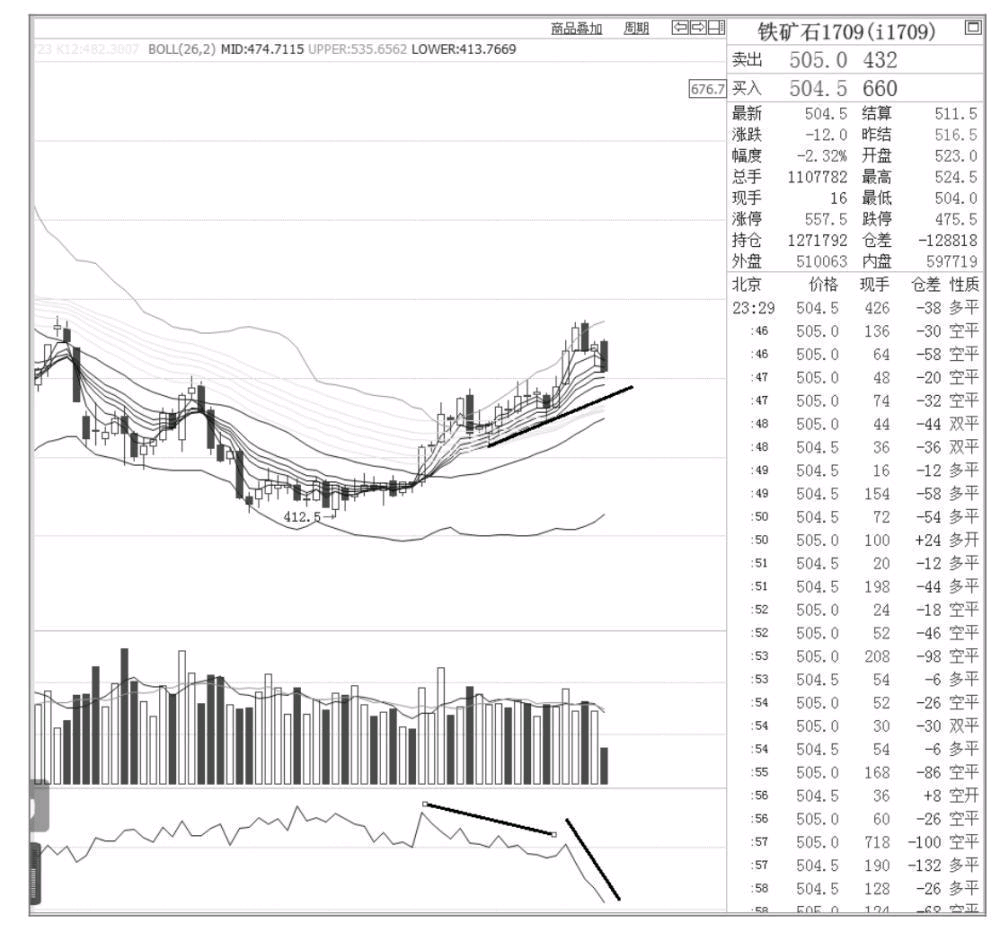 商品叠加 周期
723 K12:482.3007 BOLL(26,2) MID:474.7115 UPPER:535.6562 LOWER:413.7669
676.7
412.5→
铁矿石1709(i1709)
卖出 505.0 432
买入 504.5 660
最新 504.5 结算 511.5
涨跌 -12.0 昨结 516.5
幅度 -2.32% 开盘 523.0
总手 1107782 最高 524.5
现手 16 最低 504.0
涨停 557.5 跌停 475.5
持仓 1271792 仓差 -128818
外盘 510063 内盘 597719
北京 价格 现手 仓差 性质
23:29 504.5 426 -38 多平
:46 505.0 136 -30 空平
:46 505.0 64 -58 空平
:47 505.0 48 -20 空平
:47 505.0 74 -32 空平
:48 505.0 44 -44 双平
:48 504.5 36 -36 双平
:49 504.5 16 -12 多平
:49 504.5 154 -58 多平
:50 504.5 72 -54 多平
:50 505.0 100 +24 多开
:51 504.5 20 -12 多平
:51 504.5 198 -44 多平
:52 505.0 24 -18 空平
:52 505.0 52 -46 空平
:53 505.0 208 -98 空平
:53 504.5 54 -6 多平
:54 505.0 52 -26 空平
:54 505.0 30 -30 双平
:54 504.5 54 -6 多平
:55 505.0 168 -86 空平
:56 504.5 36 +8 空开
:56 505.0 60 -26 空平
:57 505.0 718 -100 空平
:57 504.5 190 -132 多平
:58 504.5 128 -26 多平
:58 505.0 124 -68 空平